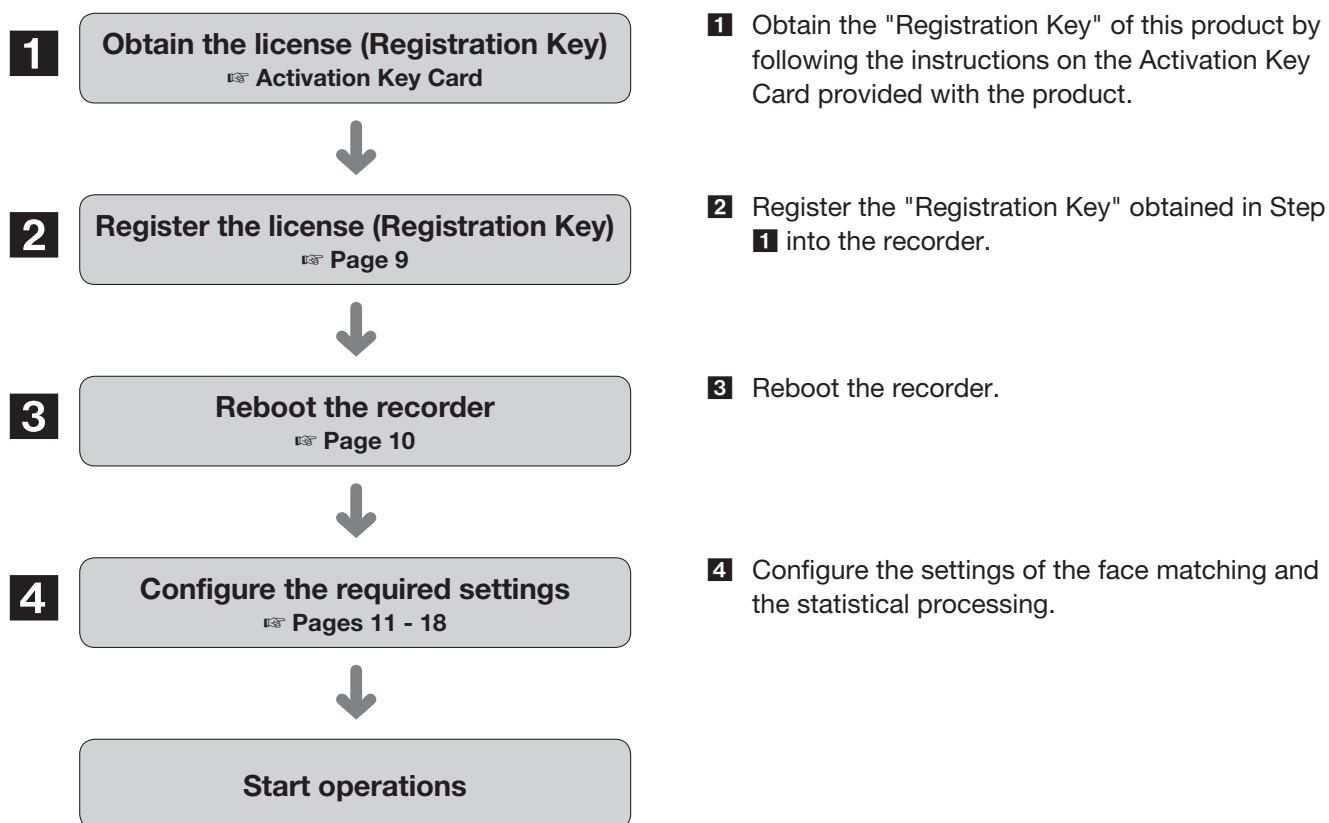 1
Obtain the license (Registration Key)
☞ Activation Key Card
1 Obtain the "Registration Key" of this product by
following the instructions on the Activation Key
Card provided with the product.
2
Register the license (Registration Key)
☞ Page 9
2 Register the "Registration Key" obtained in Step
1 into the recorder.
3
Reboot the recorder
☞ Page 10
3 Reboot the recorder.
4
Configure the required settings
☞ Pages 11 - 18
4 Configure the settings of the face matching and
the statistical processing.
Start operations